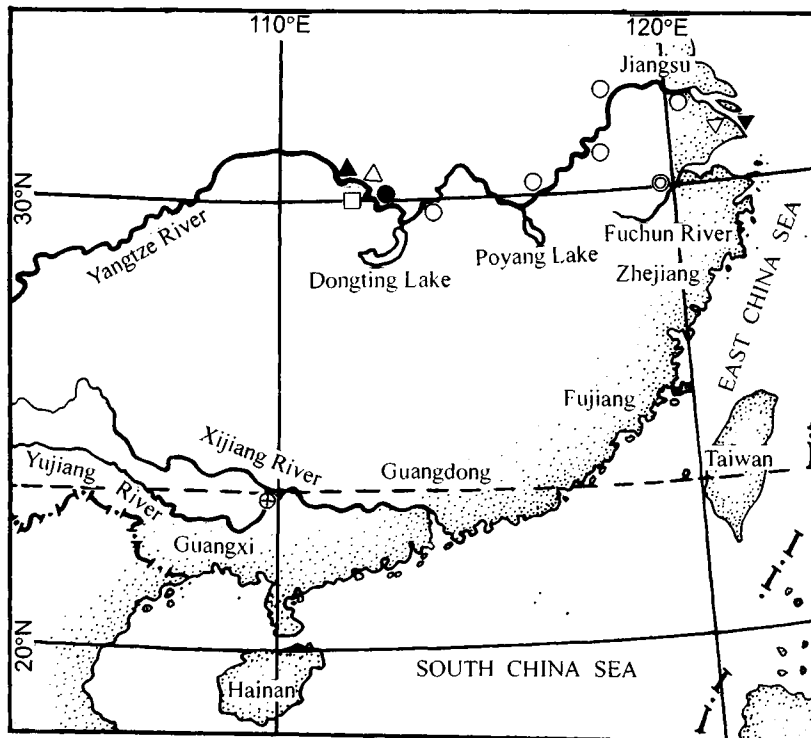 110°E
120°E
Jiangsu
30°N
Yangtze River
Dongting Lake
Poyang Lake
Fuchun River
Zhejiang
EAST CHINA SEA
Fujiang
Xijiang River
Guangdong
Taiwan
Yujiang River
Guangxi
20°N
Hainan
SOUTH CHINA SEA